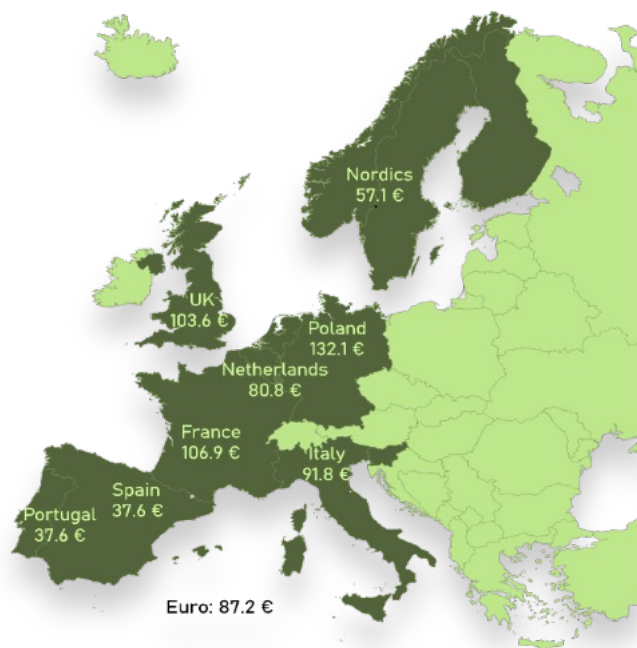 Nordics
57.1 €
UK
103.6 €
Poland
132.1 €
Netherlands
80.8 €
France
106.9 €
Italy
91.8 €
Spain
37.6 €
Portugal
37.6 €
Euro: 87.2 €